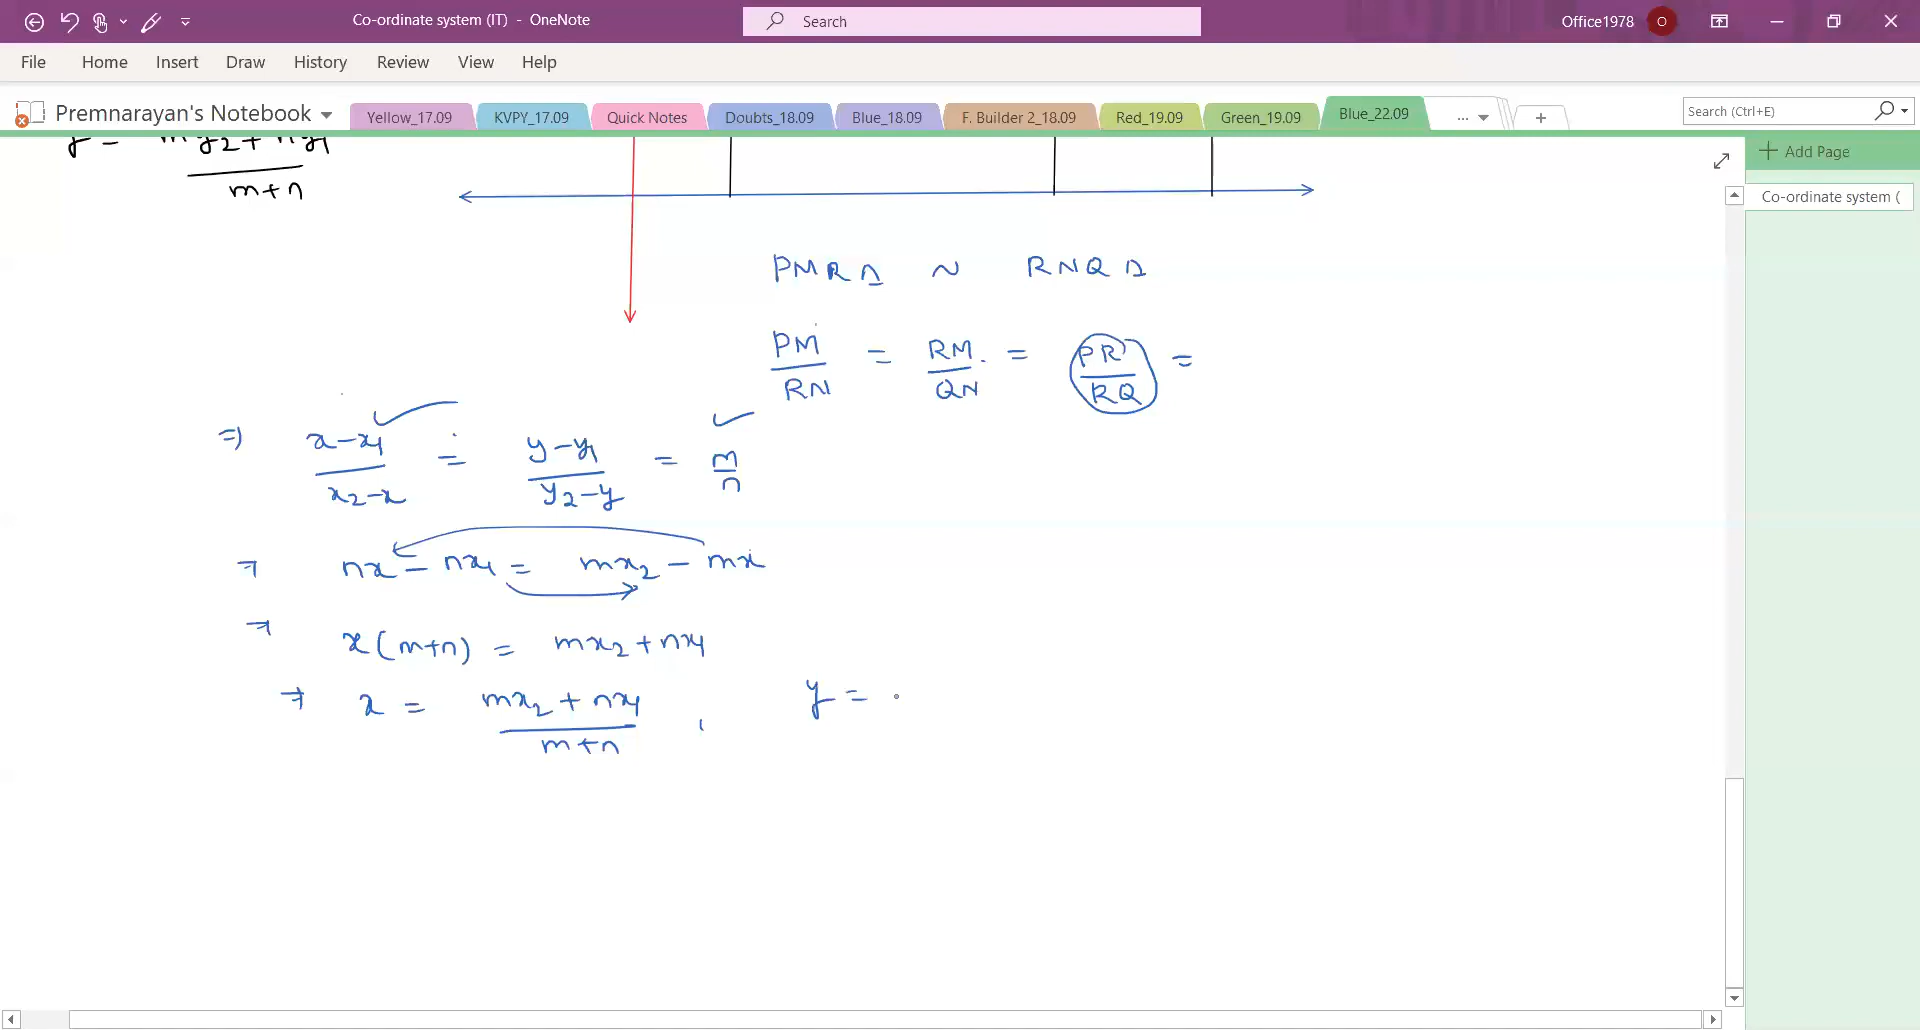 Co-ordinate system (IT) - OneNote
Search
Office1978 O
File Home Insert Draw History Review View Help
Premnarayan's Notebook
Yellow_17.09 KVPY_17.09 Quick Notes Doubts_18.09 Blue_18.09 F. Builder 2_18.09 Red_19.09 Green_19.09 Blue_22.09 ... +
Search (Ctrl+E)
Add Page
Co-ordinate system (
y = my₂ + ny₁ / m+n
PMR Δ ~ RNQ Δ
PM/RN = RM/QN = PR/RQ =
⇒ x-x₁ / x₂-x = y-y₁ / y₂-y = m/n
⇒ nx - nx₁ = mx₂ - mx
⇒ x(m+n) = mx₂ + nx₁
⇒ x = mx₂ + nx₁ / m+n , y =